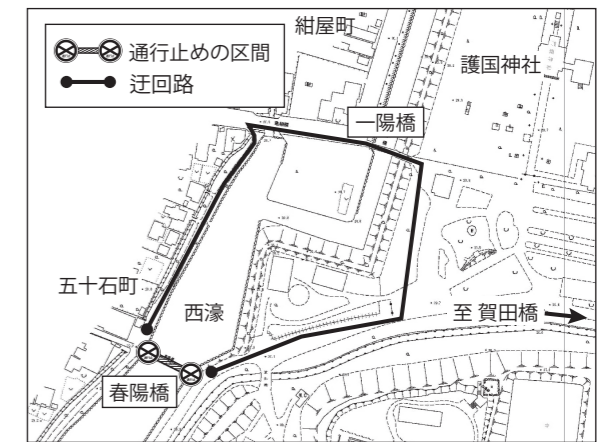 通行止めの区間
迂回路
紺屋町
護国神社
一陽橋
五十石町
西濠
至 賀田橋
春陽橋